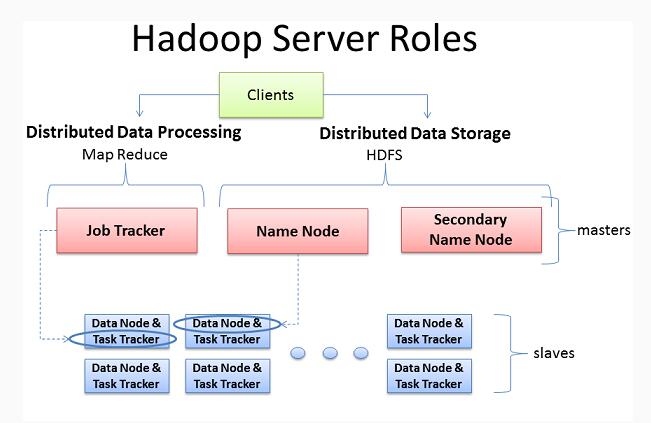 Hadoop Server Roles
Clients
Distributed Data Processing
Map Reduce
Distributed Data Storage
HDFS
Job Tracker
Name Node
Secondary
Name Node
masters
Data Node &
Task Tracker
Data Node &
Task Tracker
Data Node &
Task Tracker
slaves
Data Node &
Task Tracker
Data Node &
Task Tracker
Data Node &
Task Tracker